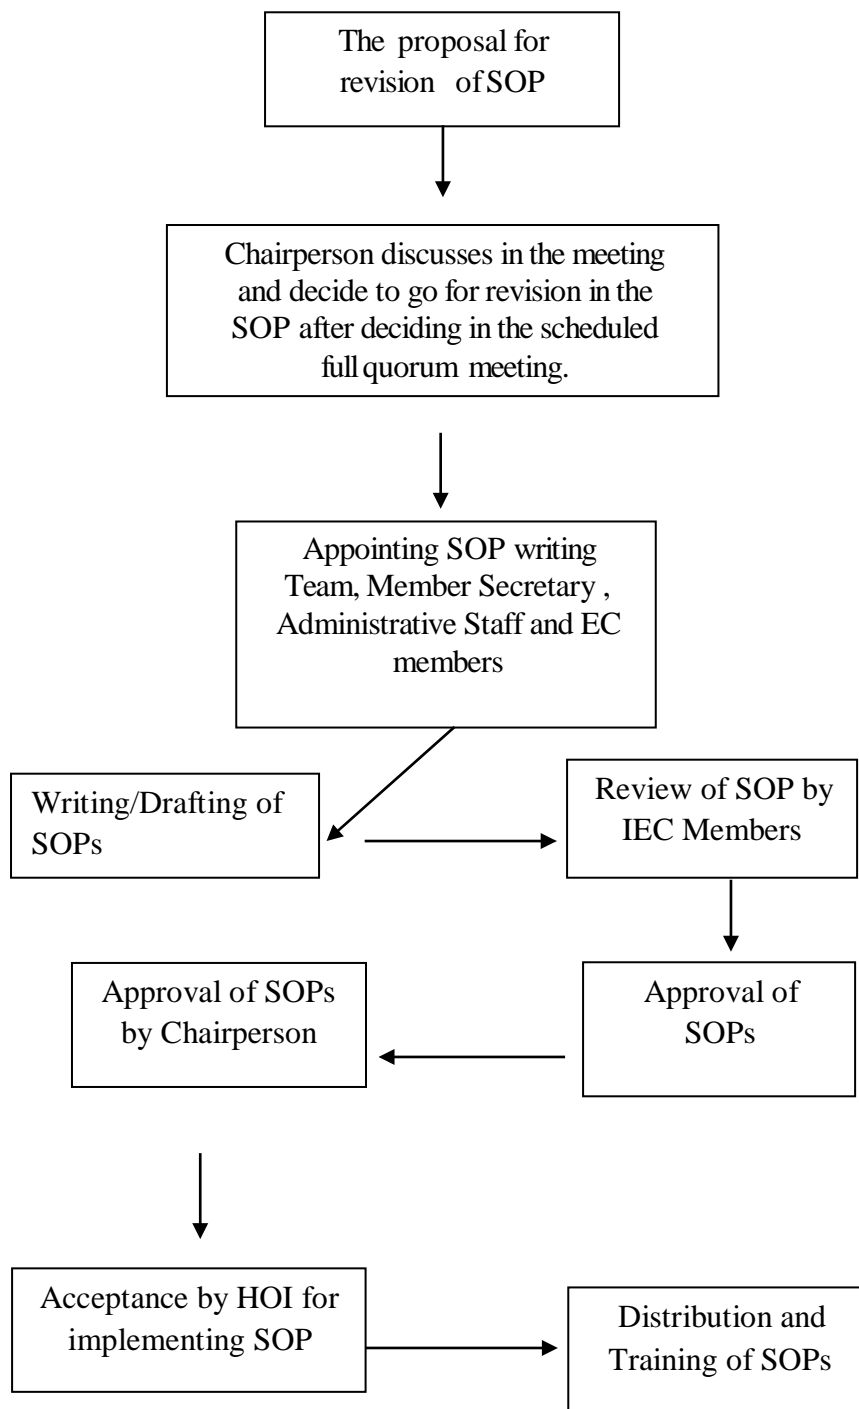 The proposal for
revision of SOP
Chairperson discusses in the meeting
and decide to go for revision in the
SOP after deciding in the scheduled
full quorum meeting.
Appointing SOP writing
Team, Member Secretary ,
Administrative Staff and EC
members
Writing/Drafting of
SOPs
Review of SOP by
IEC Members
Approval of
SOPs
Approval of SOPs
by Chairperson
Acceptance by HOI for
implementing SOP
Distribution and
Training of SOPs